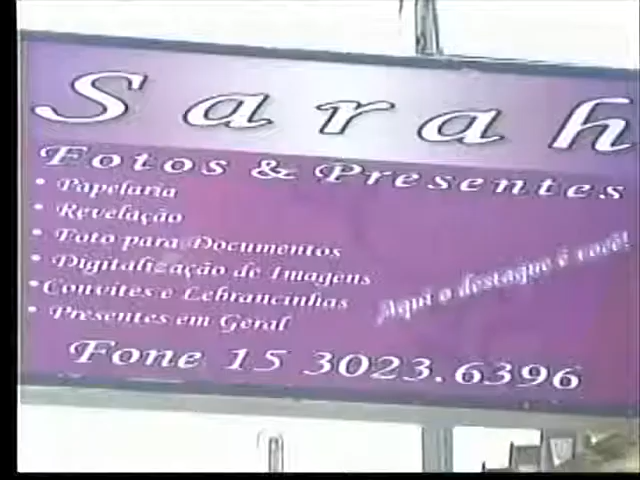 Sarah
Fotos & Presentes
• Papelaria
• Revelação
• Foto para Documentos
• Digitalização de Imagens
• Convites e Lebrancinhas
• Presentes em Geral
Aqui o destaque é você!
Fone 15 3023.6396